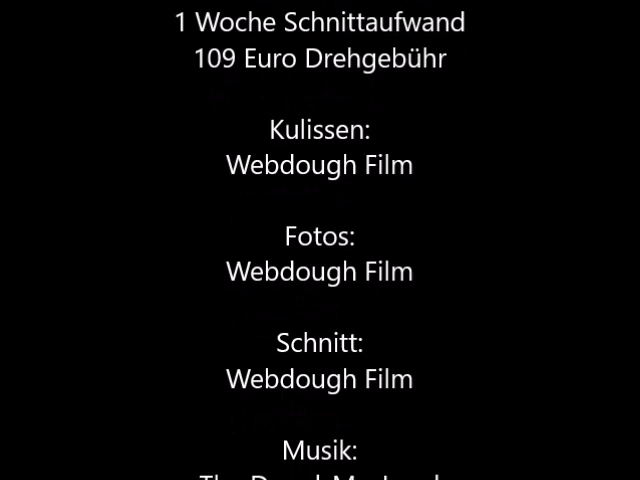 1 Woche Schnittaufwand
109 Euro Drehgebühr
Kulissen:
Webdough Film
Fotos:
Webdough Film
Schnitt:
Webdough Film
Musik: